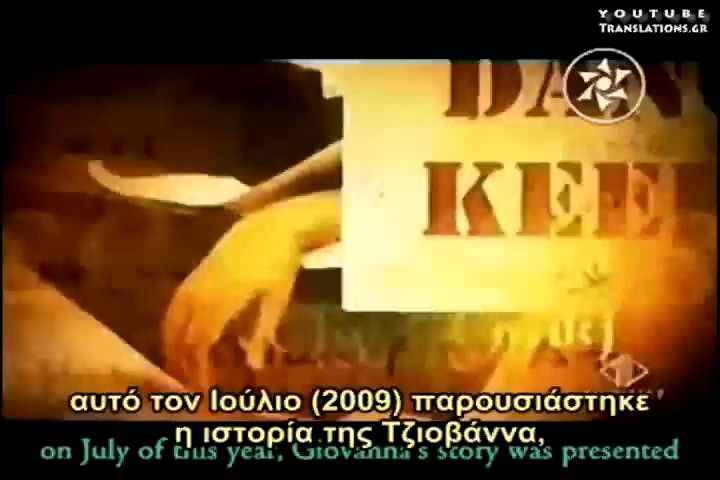 YOUTUBE
TRANSLATIONS.GR
KEE
αυτό τον Ιούλιο (2009) παρουσιάστηκε
η ιστορία της Τζιοβάννα,
on July of this year, Giovanna's story was presented